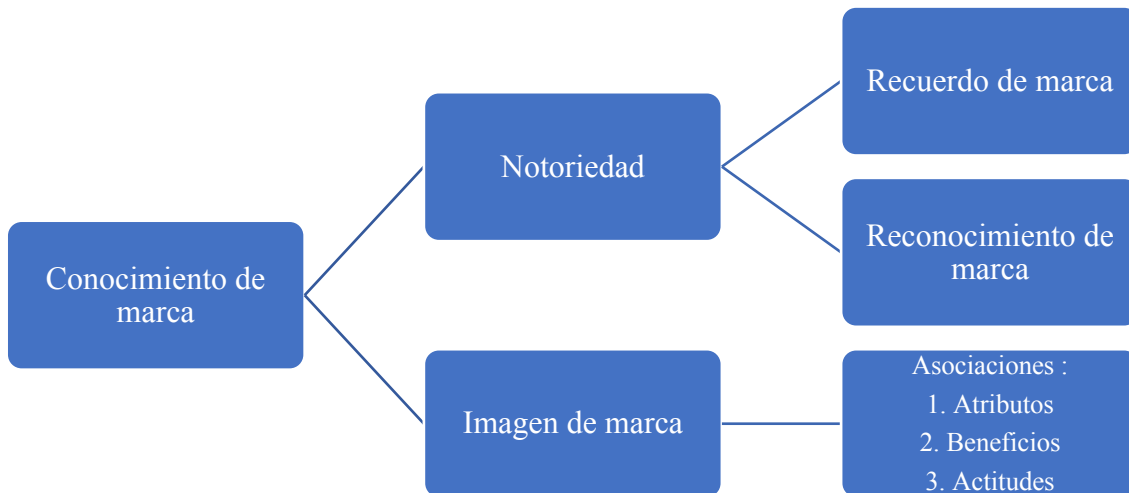 Conocimiento de
marca
Notoriedad
Recuerdo de marca
Reconocimiento de
marca
Imagen de marca
Asociaciones :
1. Atributos
2. Beneficios
3. Actitudes